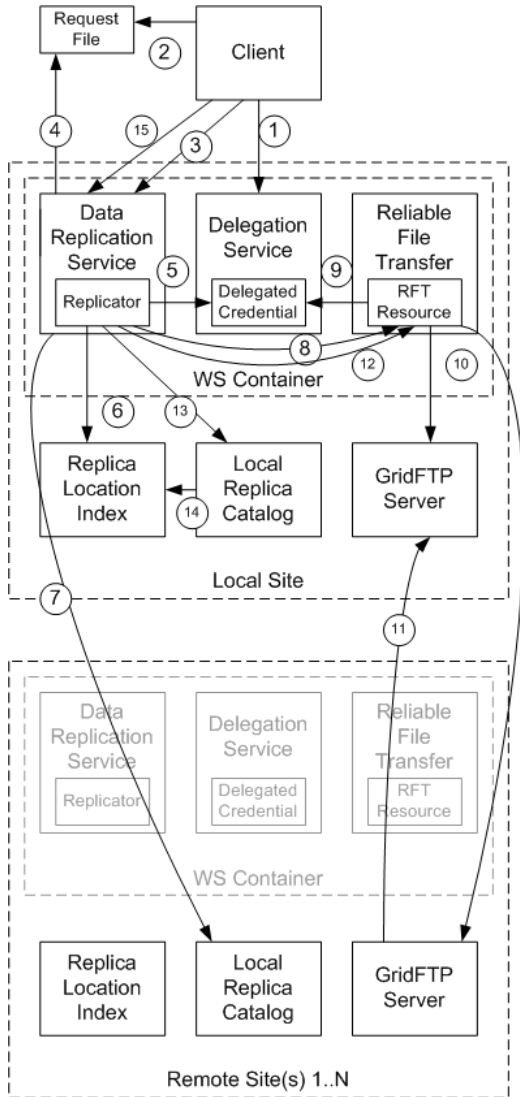 Request
File
Client
2
4
15
3
1
Data
Replication
Service
Delegation
Service
Reliable
File
Transfer
5
9
Replicator
Delegated
Credential
RFT
Resource
8
12
10
WS Container
6
13
Replica
Location
Index
Local
Replica
Catalog
GridFTP
Server
14
Local Site
7
11
Data
Replication
Service
Delegation
Service
Reliable
File
Transfer
Replicator
Delegated
Credential
RFT
Resource
WS Container
Replica
Location
Index
Local
Replica
Catalog
GridFTP
Server
Remote Site(s) 1..N